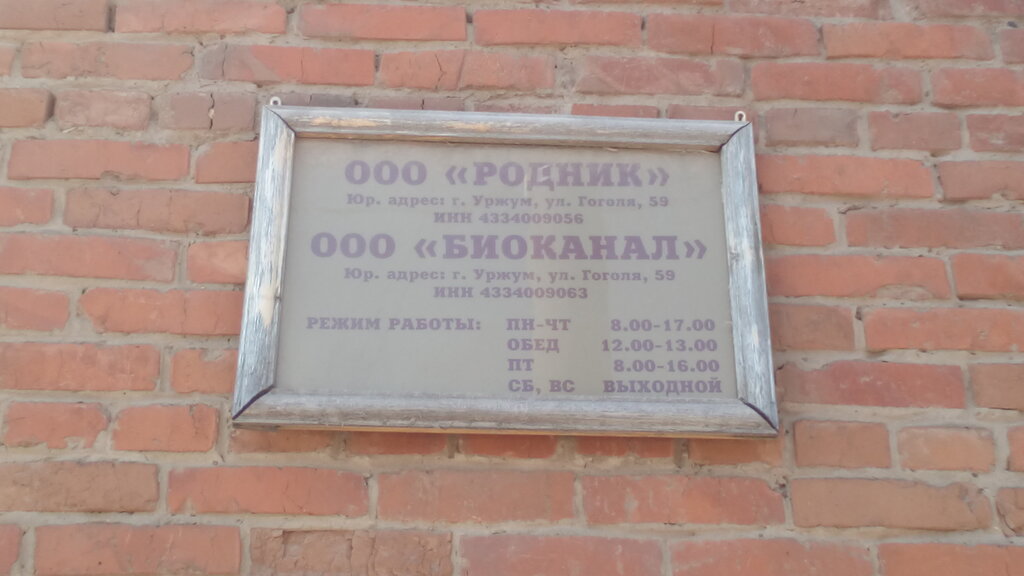 ООО «РОДНИК»
Юр. адрес: г. Уржум, ул. Гоголя, 59
ИНН 4334009056
ООО «БИОКАНАЛ»
Юр. адрес: г. Уржум, ул. Гоголя, 59
ИНН 4334009063
РЕЖИМ РАБОТЫ: ПН-ЧТ 8.00-17.00
ОБЕД 12.00-13.00
ПТ 8.00-16.00
СБ, ВС ВЫХОДНОЙ